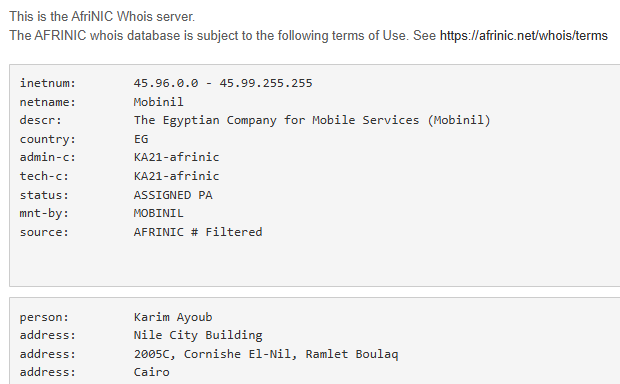 This is the AfriNIC Whois server.
The AFRINIC whois database is subject to the following terms of Use. See https://afrinic.net/whois/terms
inetnum: 45.96.0.0 - 45.99.255.255
netname: Mobinil
descr: The Egyptian Company for Mobile Services (Mobinil)
country: EG
admin-c: KA21-afrinic
tech-c: KA21-afrinic
status: ASSIGNED PA
mnt-by: MOBINIL
source: AFRINIC # Filtered
person: Karim Ayoub
address: Nile City Building
address: 2005C, Cornishe El-Nil, Ramlet Boulaq
address: Cairo